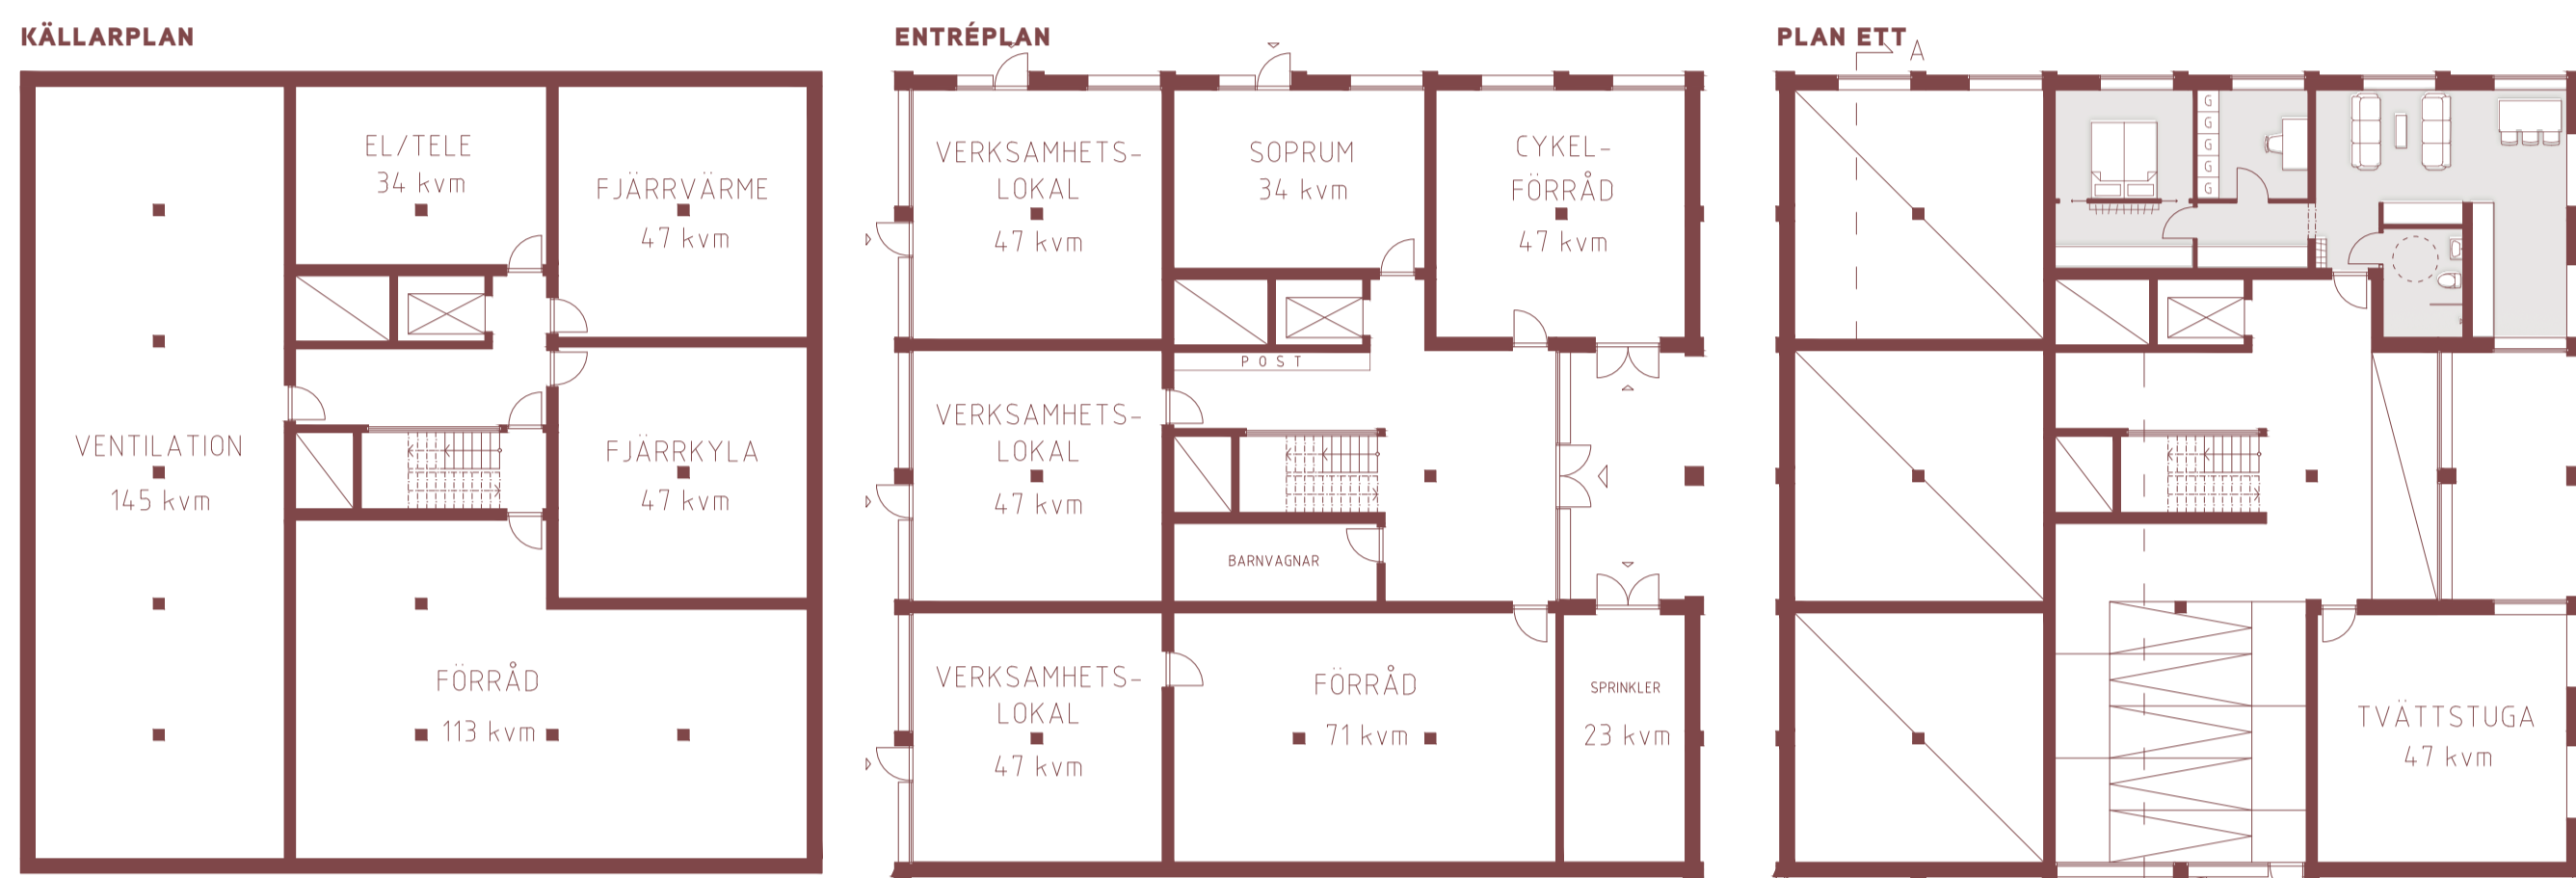 KÄLLARPLAN
EL/TELE
34 kvm
FJÄRRVÄRME
47 kvm
VENTILATION
145 kvm
FJÄRRKYLA
47 kvm
FÖRRÅD
113 kvm
ENTRÉPLAN
VERKSAMHETS-
LOKAL
47 kvm
SOPRUM
34 kvm
CYKEL-
FÖRRÅD
47 kvm
POST
VERKSAMHETS-
LOKAL
47 kvm
BARNVAGNAR
VERKSAMHETS-
LOKAL
47 kvm
FÖRRÅD
71 kvm
SPRINKLER
23 kvm
PLAN ETT
A
G
G
G
G
G
TVÄTTSTUGA
47 kvm